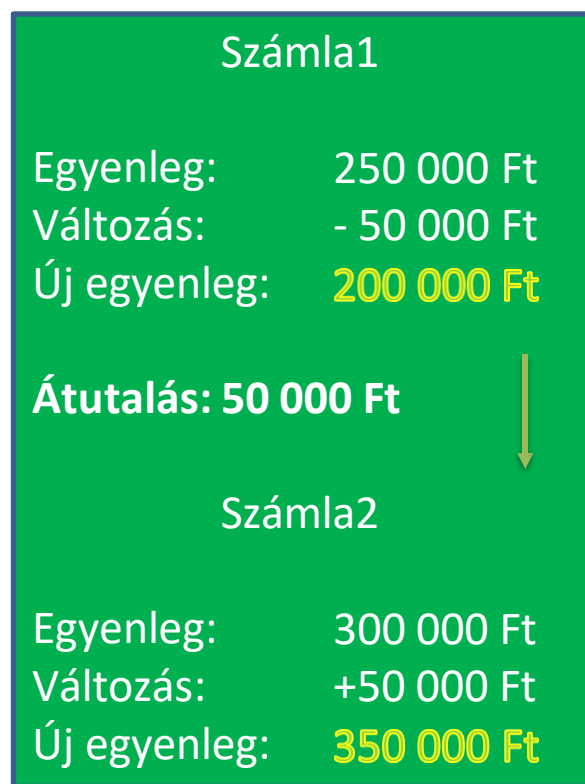 Számla1
Egyenleg: 250 000 Ft
Változás: - 50 000 Ft
Új egyenleg: 200 000 Ft
Átutalás: 50 000 Ft
Számla2
Egyenleg: 300 000 Ft
Változás: +50 000 Ft
Új egyenleg: 350 000 Ft